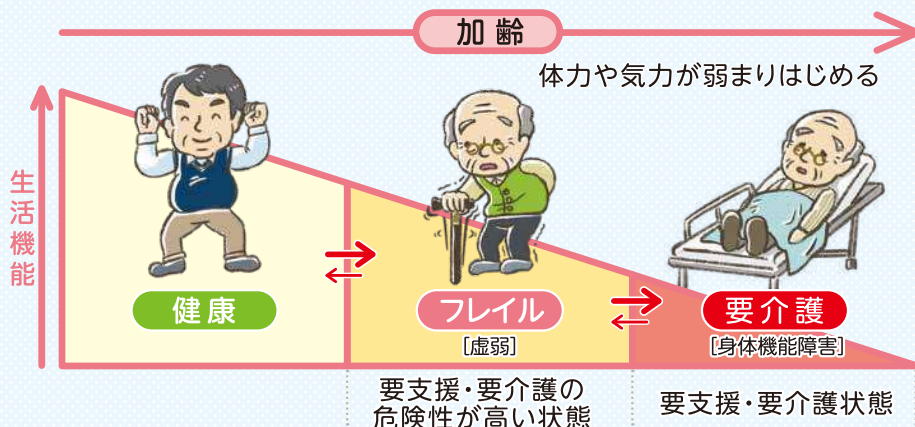 加齢
体力や気力が弱まりはじめる
生活機能
健康
フレイル
[虚弱]
要介護
[身体機能障害]
要支援・要介護の
危険性が高い状態
要支援・要介護状態